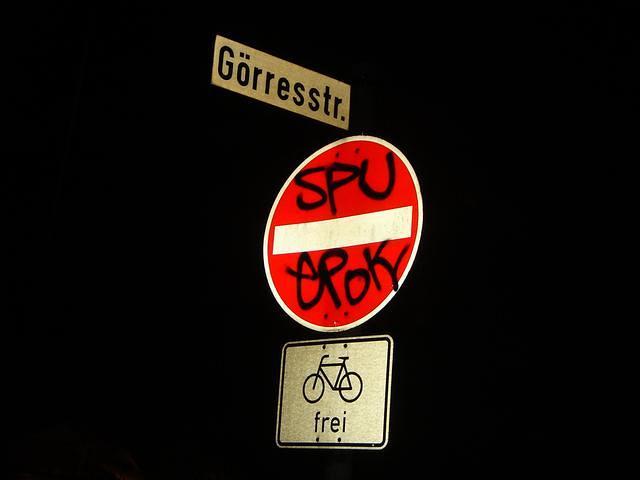 Görresstr.
SPU
EPOK
frei